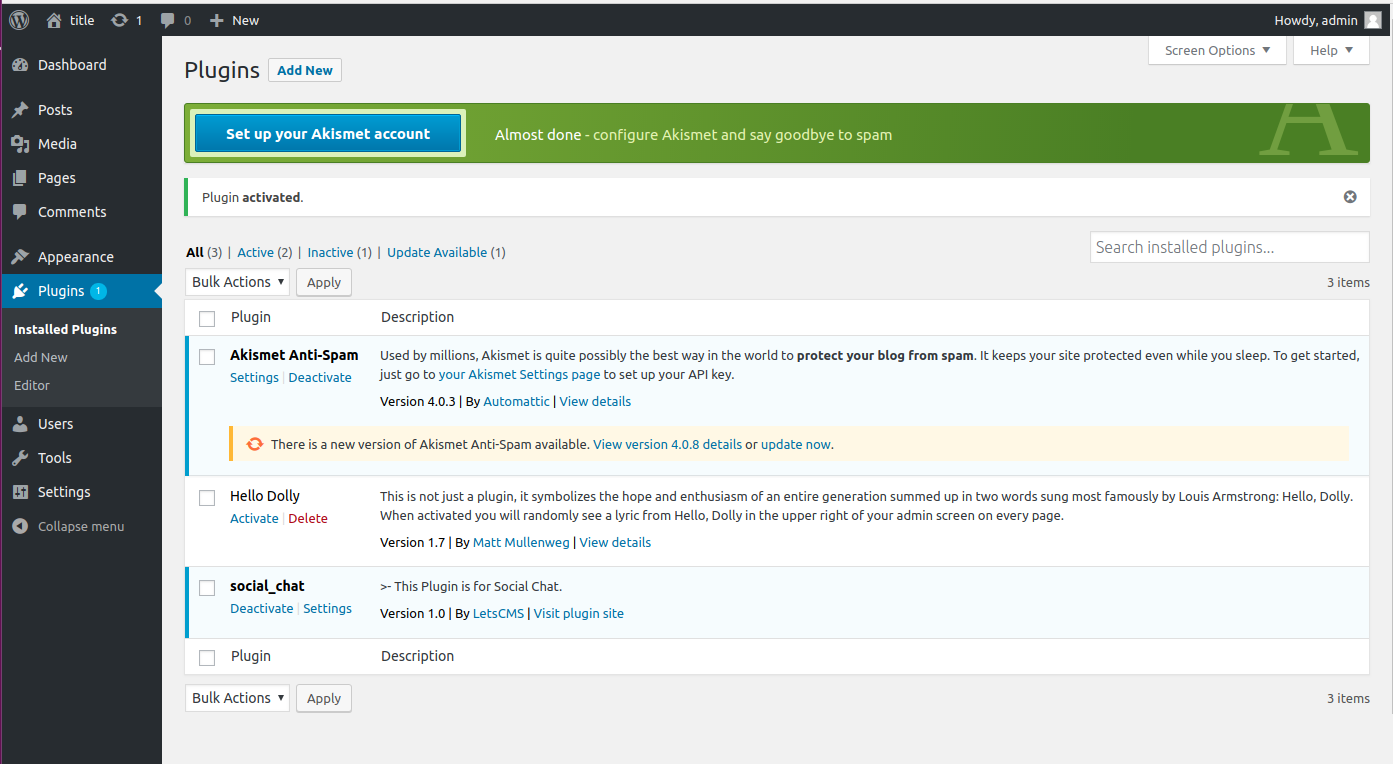 title 1 0 New Howdy, admin
Screen Options ▼ Help ▼
Dashboard
Posts
Media
Pages
Comments
Appearance
Plugins 1
Installed Plugins
Add New
Editor
Users
Tools
Settings
Collapse menu
Plugins Add New
Set up your Akismet account Almost done - configure Akismet and say goodbye to spam
A
Plugin activated.
All (3) | Active (2) | Inactive (1) | Update Available (1)
Search installed plugins...
Bulk Actions ▾ Apply 3 items
Plugin Description
Akismet Anti-Spam
Settings | Deactivate
Used by millions, Akismet is quite possibly the best way in the world to protect your blog from spam. It keeps your site protected even while you sleep. To get started,
just go to your Akismet Settings page to set up your API key.
Version 4.0.3 | By Automattic | View details
There is a new version of Akismet Anti-Spam available. View version 4.0.8 details or update now.
Hello Dolly
Activate | Delete
This is not just a plugin, it symbolizes the hope and enthusiasm of an entire generation summed up in two words sung most famously by Louis Armstrong: Hello, Dolly.
When activated you will randomly see a lyric from Hello, Dolly in the upper right of your admin screen on every page.
Version 1.7 | By Matt Mullenweg | View details
social_chat
Deactivate | Settings
>- This Plugin is for Social Chat.
Version 1.0 | By LetsCMS | Visit plugin site
Plugin Description
Bulk Actions ▾ Apply 3 items